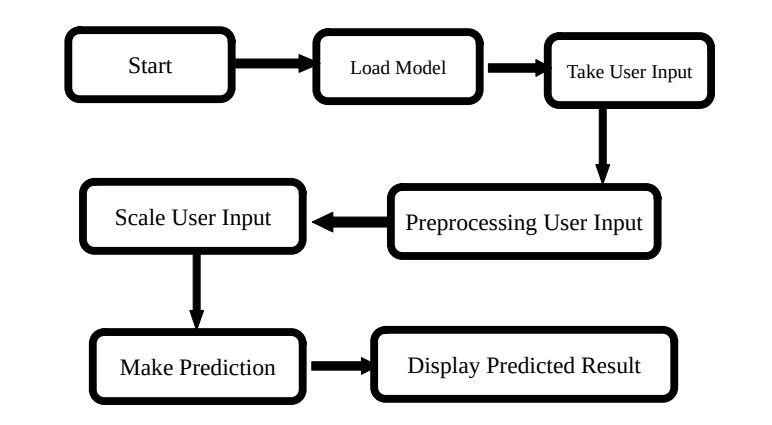 Start
Load Model
Take User Input
Preprocessing User Input
Scale User Input
Make Prediction
Display Predicted Result